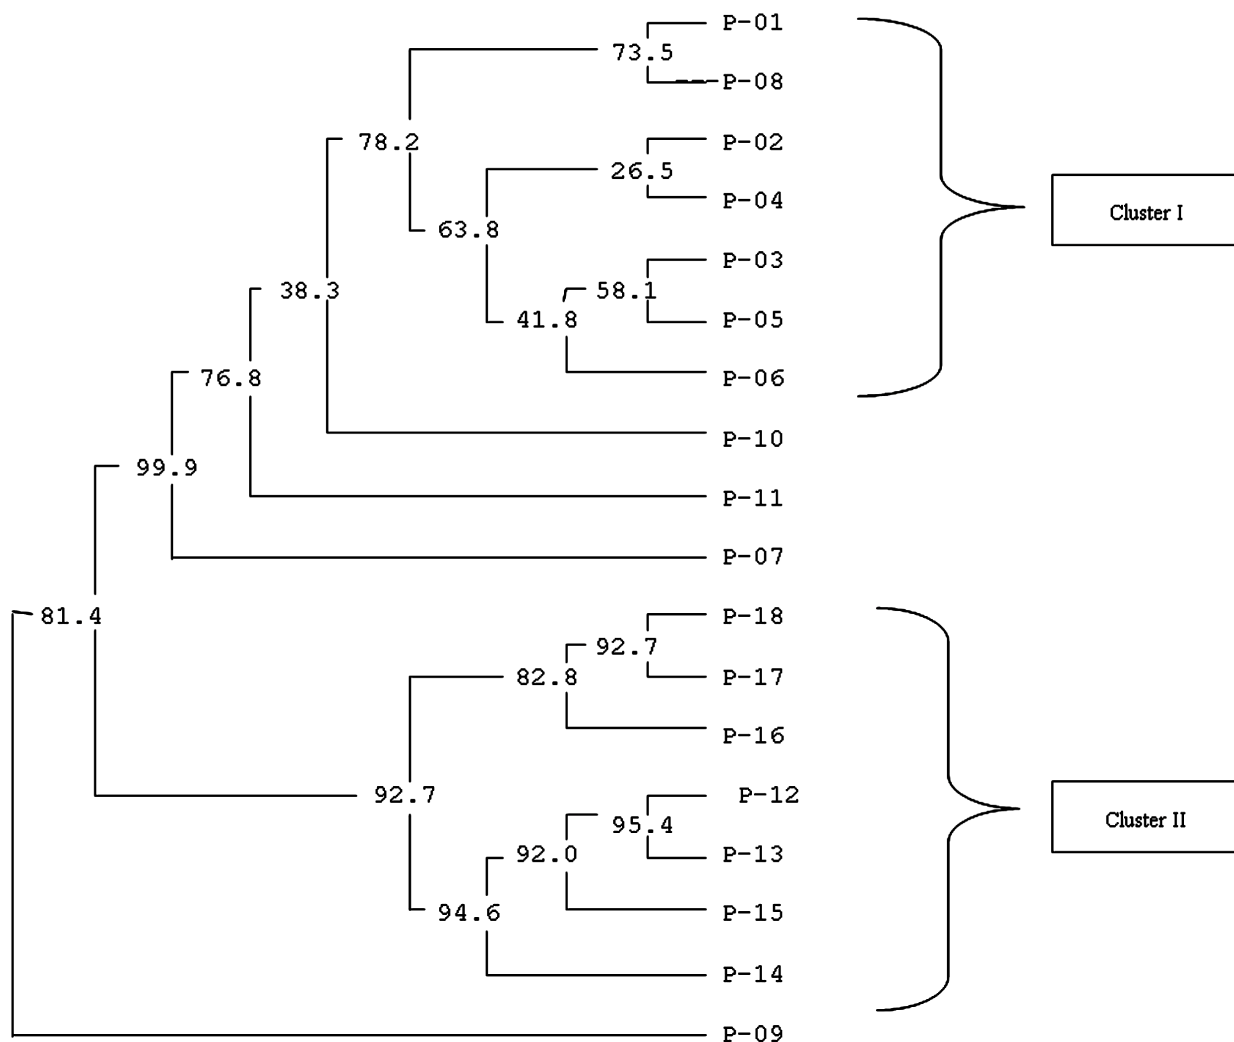 P-01
73.5
P-08
78.2
P-02
26.5
P-04
63.8
Cluster I
P-03
38.3
58.1
41.8
P-05
76.8
P-06
P-10
99.9
P-11
P-07
81.4
P-18
92.7
82.8
P-17
P-16
92.7
P-12
95.4
Cluster II
92.0
P-13
94.6
P-15
P-14
P-09